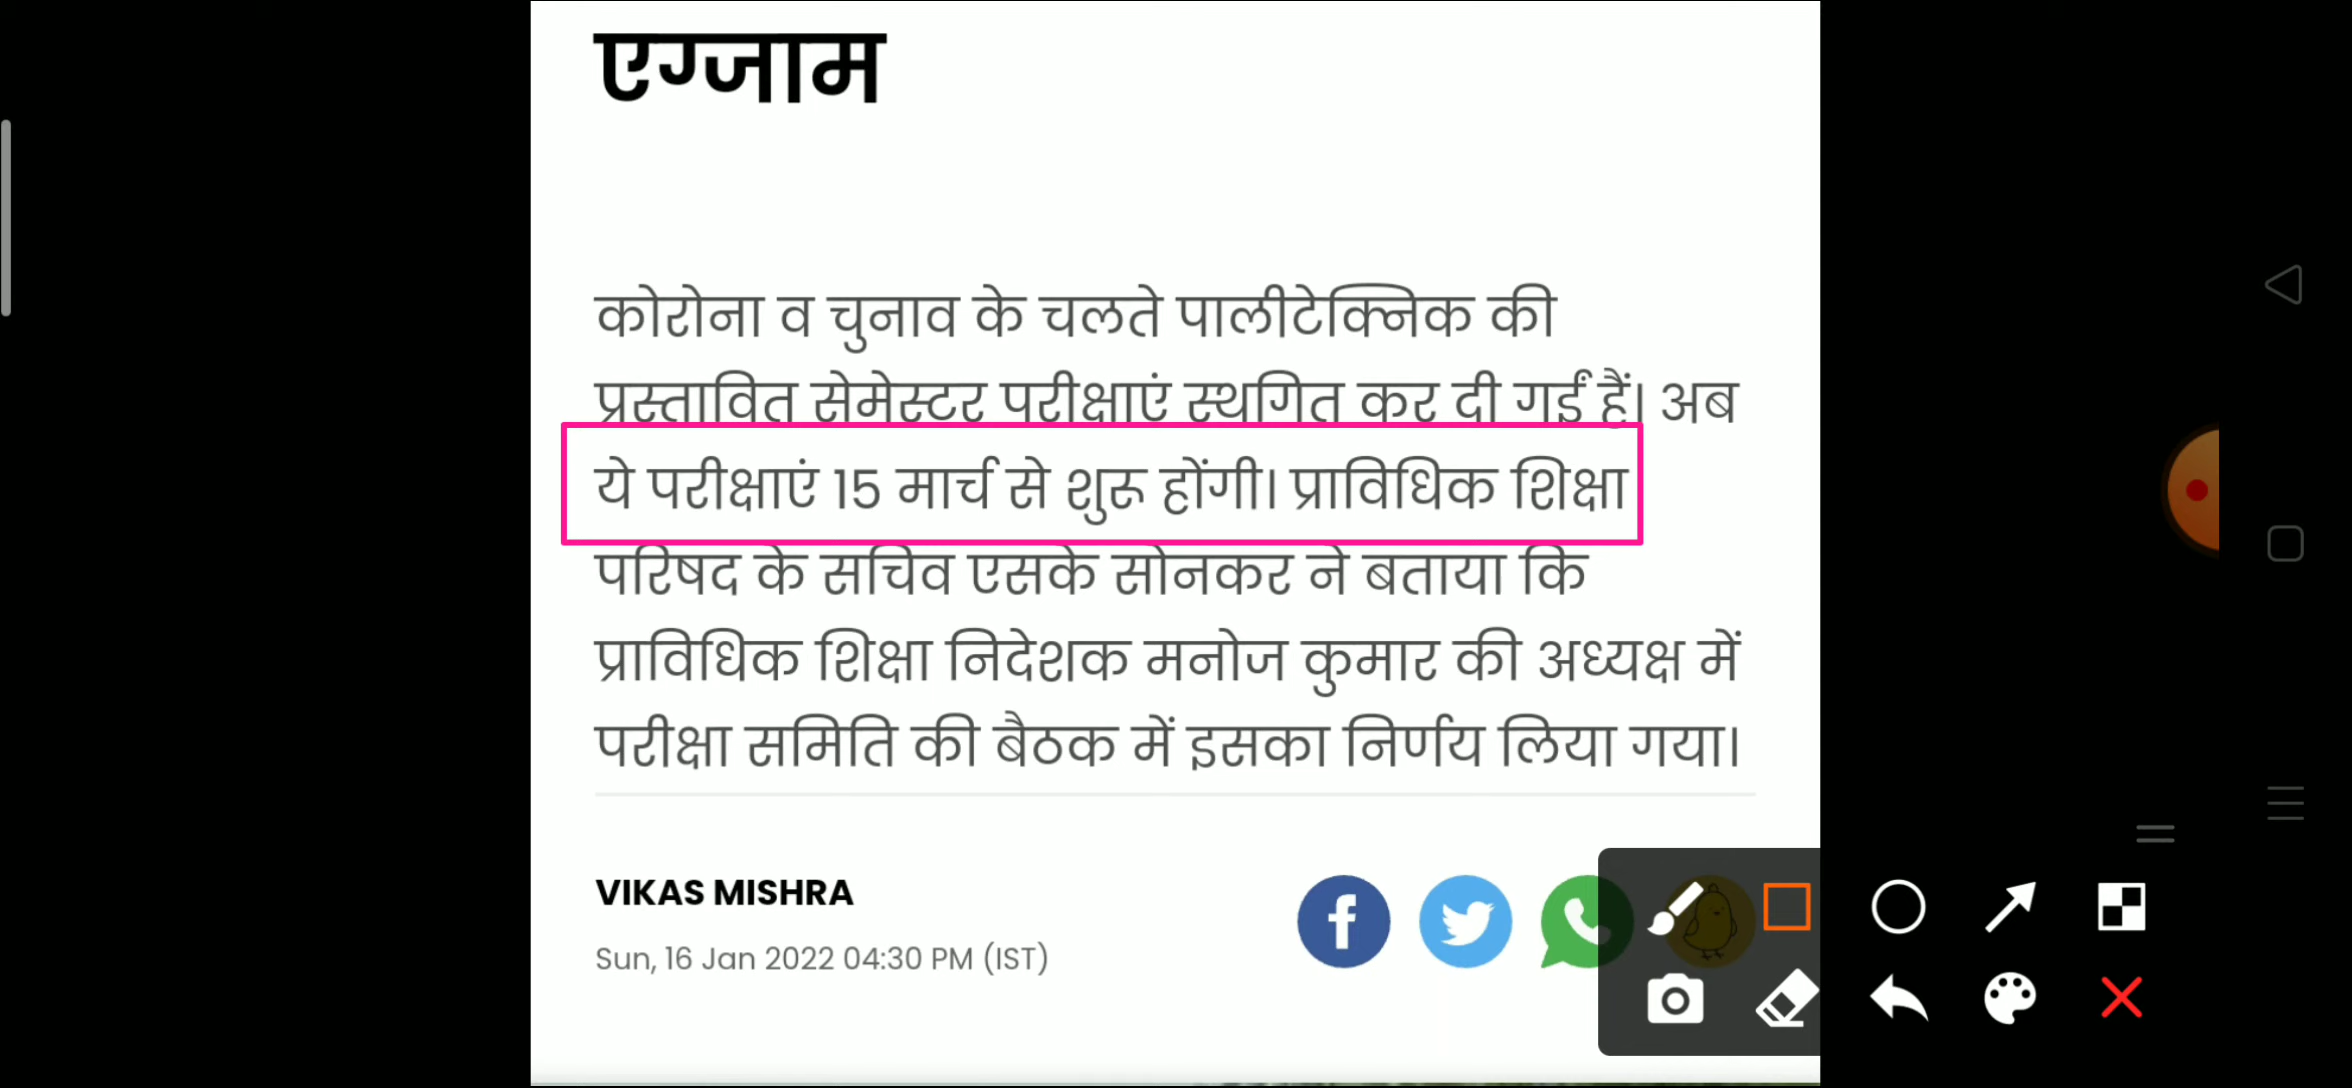 एग्जाम
कोरोना व चुनाव के चलते पालीटेक्निक की
प्रस्तावित सेमेस्टर परीक्षाएं स्थगित कर दी गईं हैं। अब
ये परीक्षाएं 15 मार्च से शुरू होंगी। प्राविधिक शिक्षा
परिषद के सचिव एसके सोनकर ने बताया कि
प्राविधिक शिक्षा निदेशक मनोज कुमार की अध्यक्ष में
परीक्षा समिति की बैठक में इसका निर्णय लिया गया।
VIKAS MISHRA
Sun, 16 Jan 2022 04:30 PM (IST)